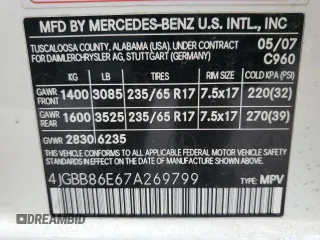 MFG BY MERCEDES-BENZ U.S. INTL., INC
TUSCALOOSA COUNTY, ALABAMA (USA). UNDER CONTRACT 05/07
FOR DAIMLERCHRYSLER AG, STUTTGART (GERMANY) C960
KG LB TIRES RIM COLD KPA (PSI)
GAWR FRONT 1400 3085 235/65 R17 7.5x17 220(32)
GAWR REAR 1600 3525 235/65 R17 7.5x17 270(39)
GVWR 2830 6235
THIS VEHICLE CONFORMS TO ALL APPLICABLE
FEDERAL MOTOR VEHICLE SAFETY STANDARDS IN
EFFECT ON THE DATE OF MANUFACTURE SHOWN ABOVE.
4JGBB86E67A269799 TYPE: MPV
DREAMBID